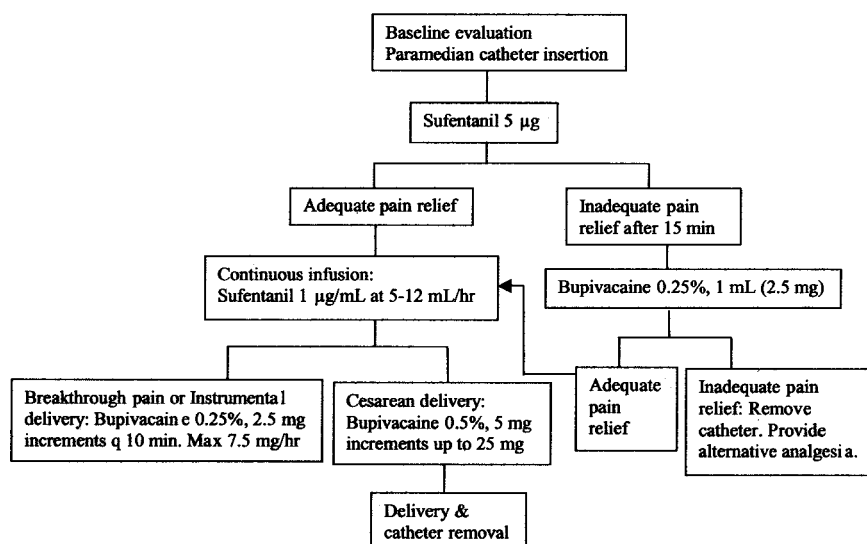 Baseline evaluation
Paramedian catheter insertion
Sufentanil 5 µg
Adequate pain relief
Inadequate pain
relief after 15 min
Continuous infusion:
Sufentanil 1 µg/mL at 5-12 mL/hr
Bupivacaine 0.25%, 1 mL (2.5 mg)
Breakthrough pain or Instrumental
delivery: Bupivacaine 0.25%, 2.5 mg
increments q 10 min. Max 7.5 mg/hr
Cesarean delivery:
Bupivacaine 0.5%, 5 mg
increments up to 25 mg
Adequate
pain
relief
Inadequate pain
relief: Remove
catheter. Provide
alternative analgesia.
Delivery &
catheter removal